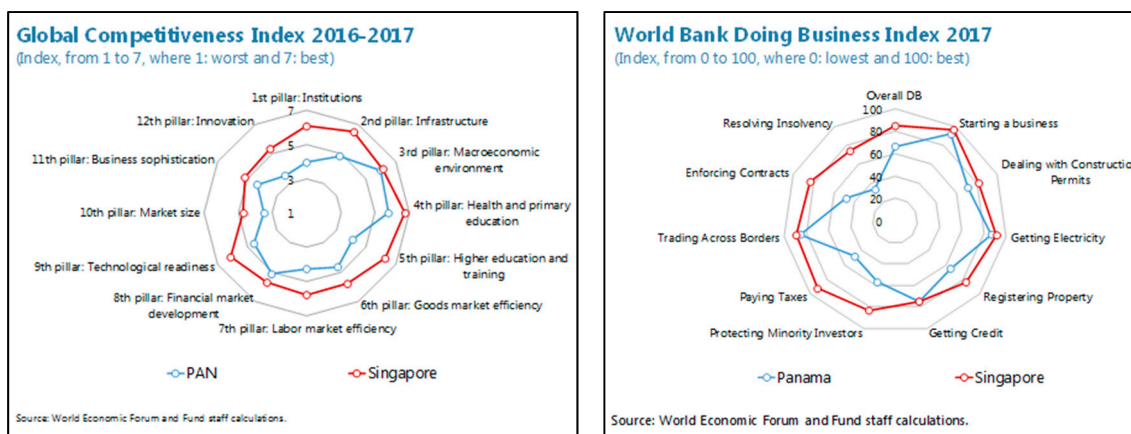 Global Competitiveness Index 2016-2017
(Index, from 1 to 7, where 1: worst and 7: best)
1st pillar: Institutions
7
12th pillar: Innovation
2nd pillar: Infrastructure
5
11th pillar: Business sophistication
3rd pillar: Macroeconomic
environment
3
10th pillar: Market size
1
4th pillar: Health and primary
education
9th pillar: Technological readiness
5th pillar: Higher education and
training
8th pillar: Financial market
development
6th pillar: Goods market efficiency
7th pillar: Labor market efficiency
PAN
Singapore
Source: World Economic Forum and Fund staff calculations.
World Bank Doing Business Index 2017
(Index, from 0 to 100, where 0: lowest and 100: best)
Overall DB
100
Resolving Insolvency
80
Starting a business
60
Enforcing Contracts
40
Dealing with Construction
Permits
20
Trading Across Borders
0
Getting Electricity
Paying Taxes
Registering Property
Protecting Minority Investors
Getting Credit
Panama
Singapore
Source: World Economic Forum and Fund staff calculations.